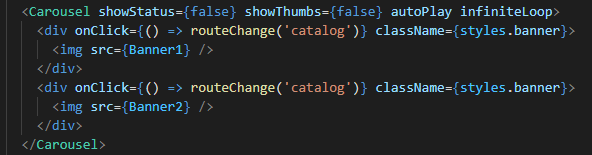 <Carousel showStatus={false} showThumbs={false} autoPlay infiniteLoop>
<div onClick={() => routeChange('catalog')} className={styles.banner}>
<img src={Banner1} />
</div>
<div onClick={() => routeChange('catalog')} className={styles.banner}>
<img src={Banner2} />
</div>
</Carousel>